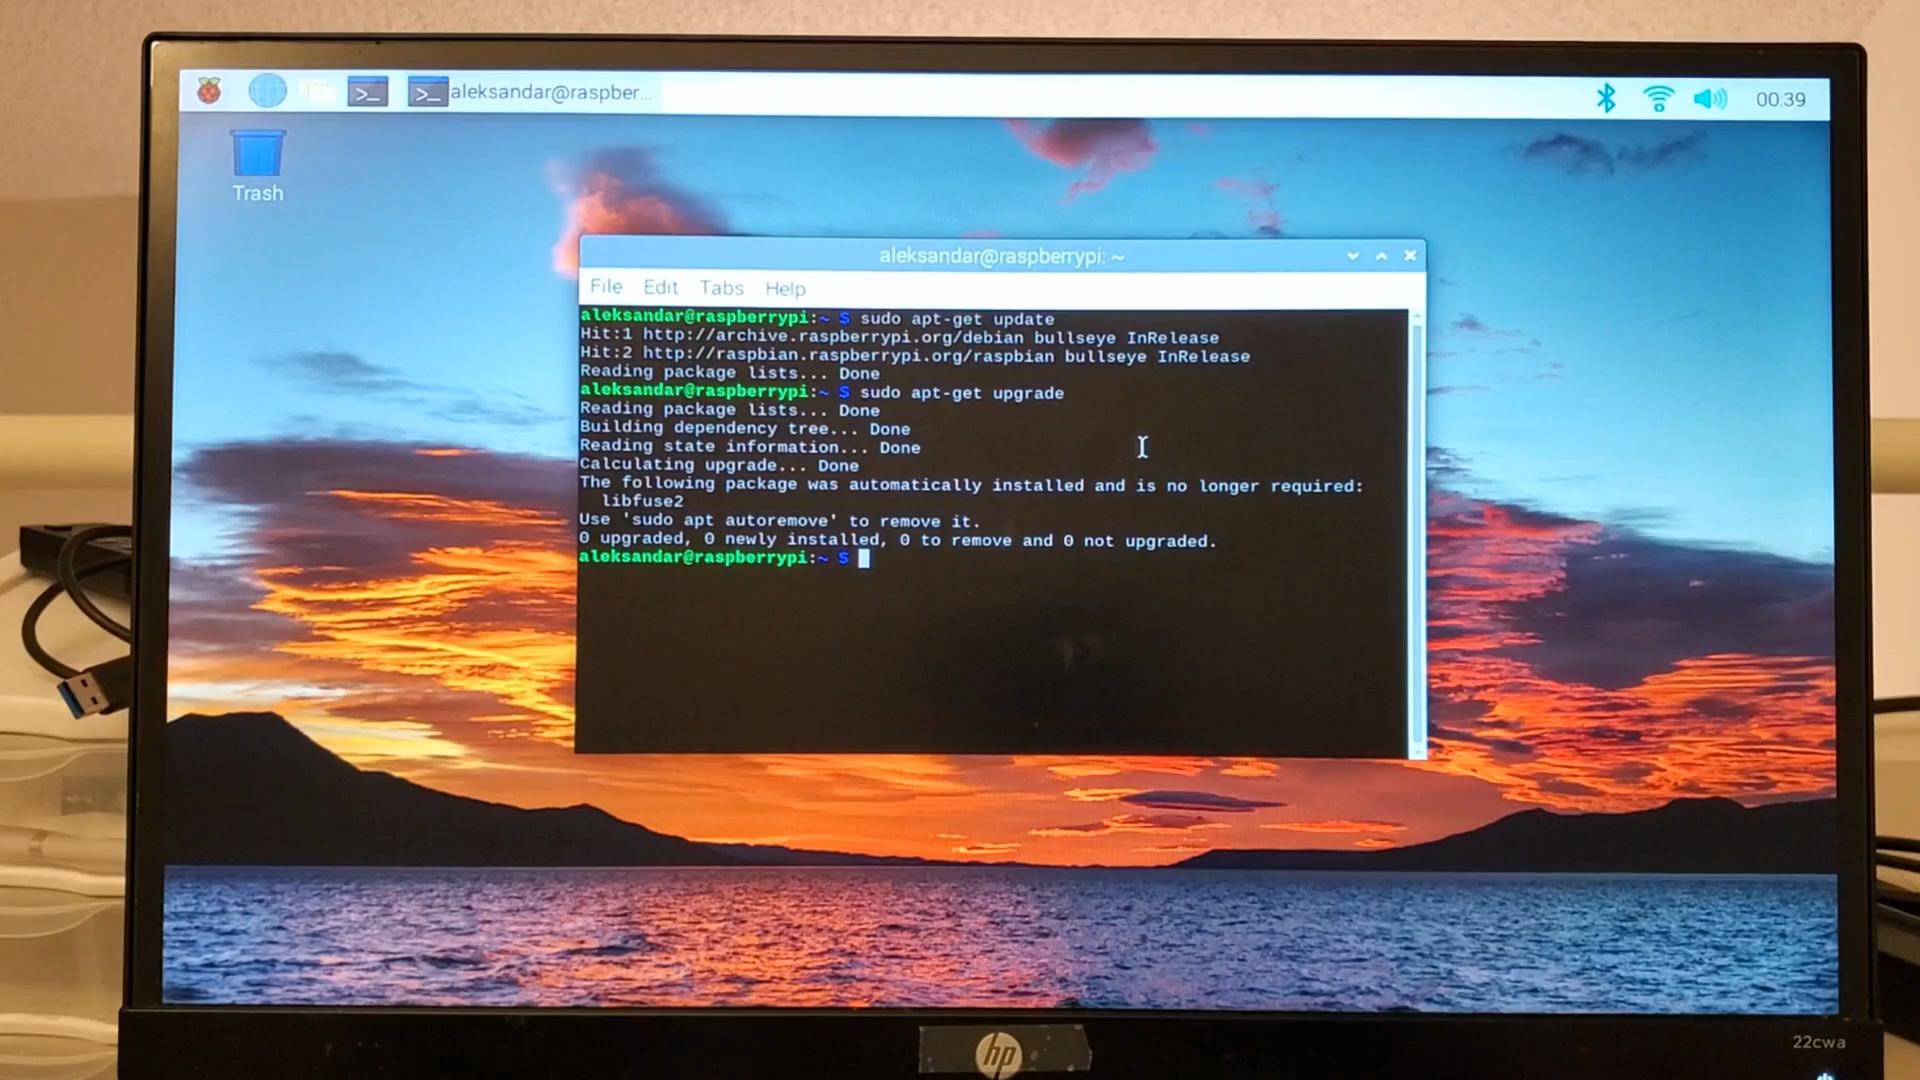 aleksandar@raspber...
00:39
Trash
aleksandar@raspberrypi: ~
File Edit Tabs Help
aleksandar@raspberrypi:~ $ sudo apt-get update
Hit:1 http://archive.raspberrypi.org/debian bullseye InRelease
Hit:2 http://raspbian.raspberrypi.org/raspbian bullseye InRelease
Reading package lists... Done
aleksandar@raspberrypi:~ $ sudo apt-get upgrade
Reading package lists... Done
Building dependency tree... Done
Reading state information... Done
Calculating upgrade... Done
The following package was automatically installed and is no longer required:
libfuse2
Use 'sudo apt autoremove' to remove it.
0 upgraded, 0 newly installed, 0 to remove and 0 not upgraded.
aleksandar@raspberrypi:~ $
hp
22cwa